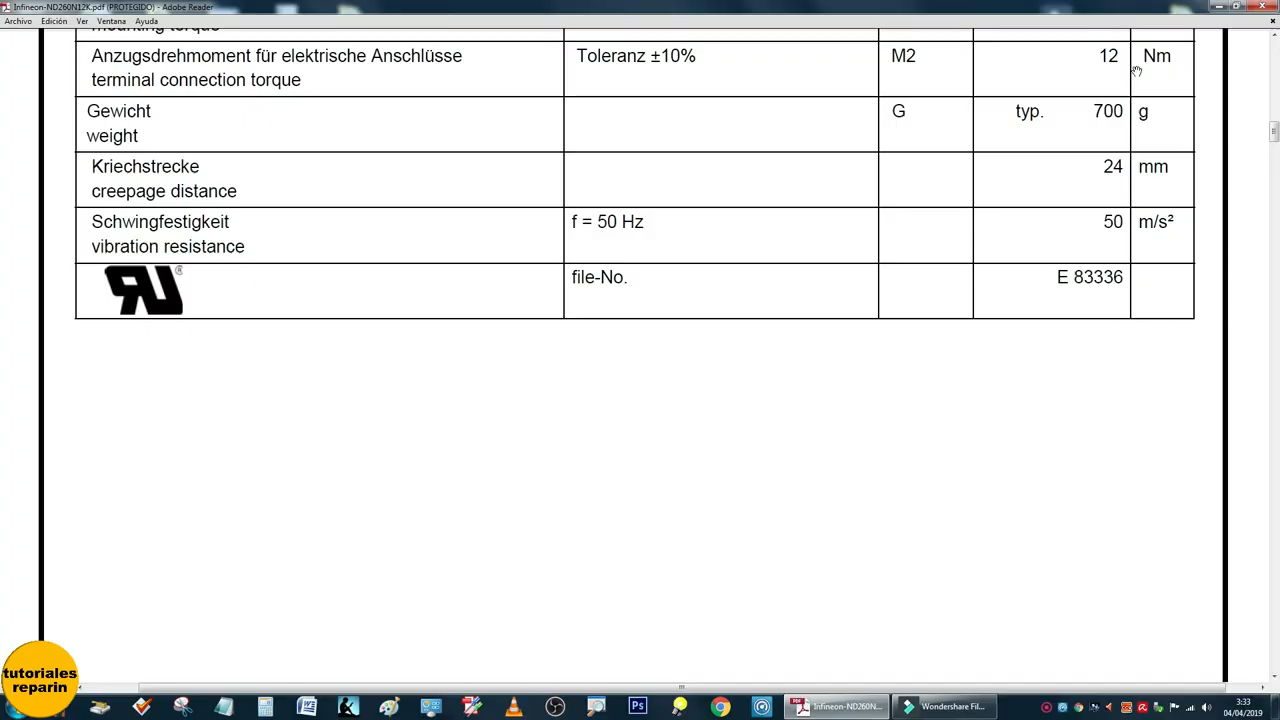 Infineon-ND260N12K.pdf (PROTEGIDO) - Adobe Reader
Archivo Edición Ver Ventana Ayuda
mounting torque
Anzugsdrehmoment für elektrische Anschlüsse Toleranz ±10% M2 12 Nm
terminal connection torque
Gewicht G typ. 700 g
weight
Kriechstrecke 24 mm
creepage distance
Schwingfestigkeit f = 50 Hz 50 m/s²
vibration resistance
file-No. E 83336
tutoriales
reparin
Infineon-ND260N... Wondershare Fil...
3:33
04/04/2019